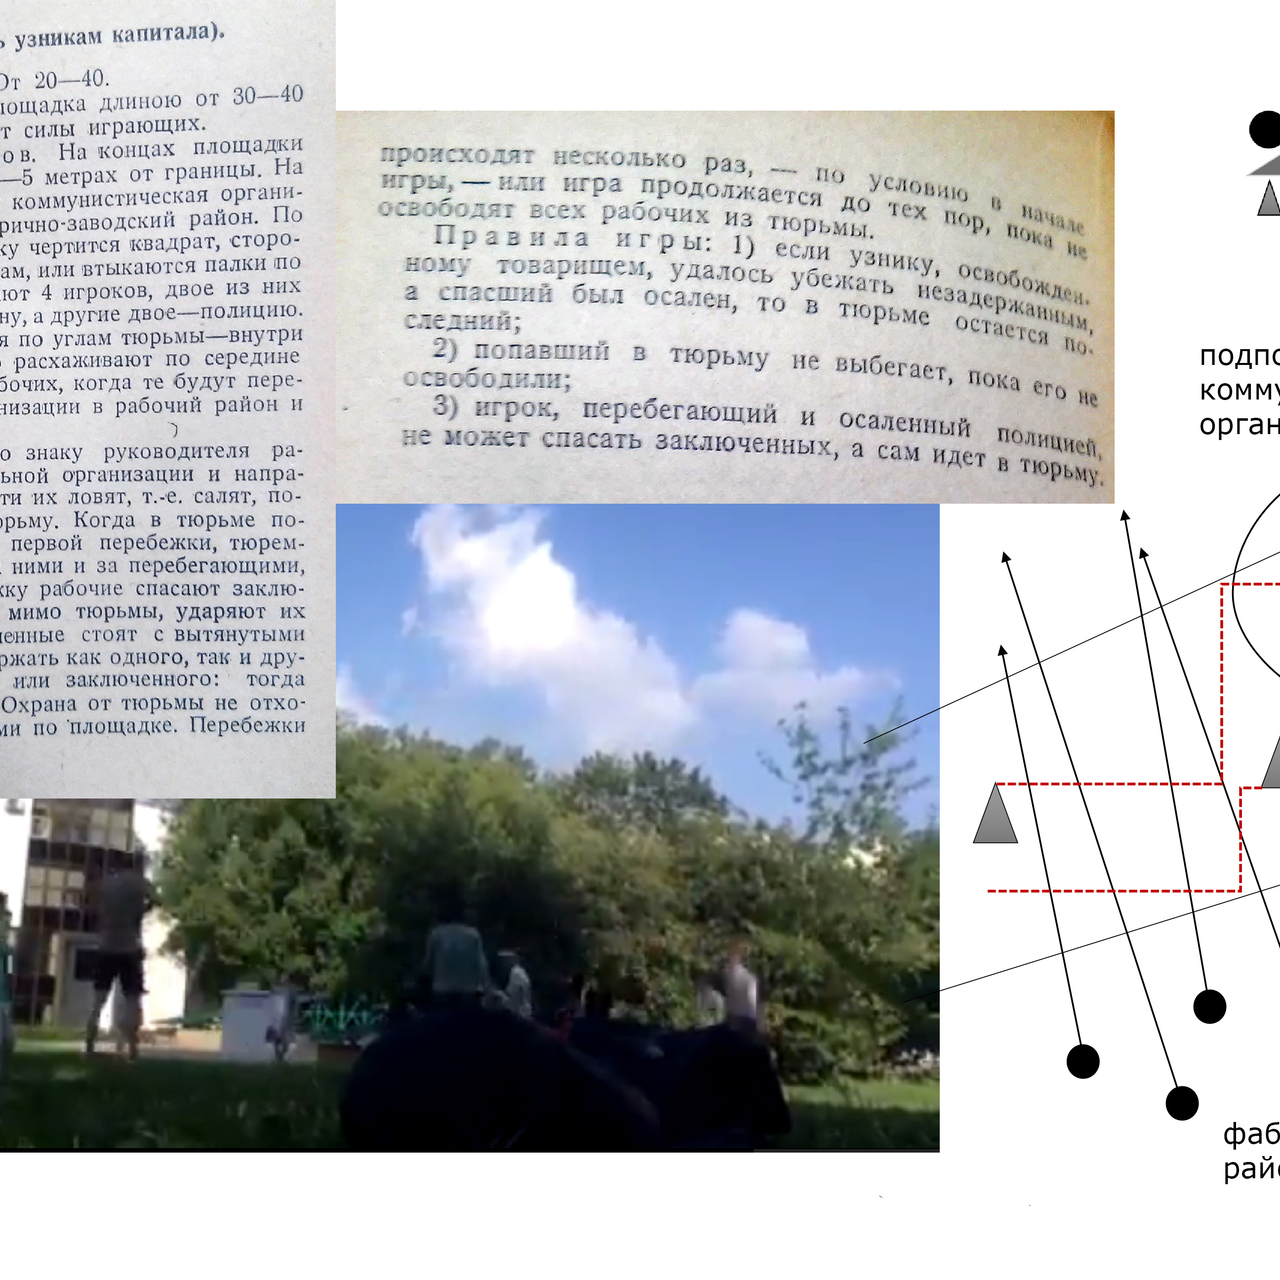 узникам капитала).
От 20—40.
площадка длиною от 30—40
т силы играющих.
ов. На концах площадки
—5 метрах от границы. На
коммунистическая органи-
рично-заводский район. По
ку чертится квадрат, сторо-
ам, или втыкаются палки по
ют 4 игроков, двое из них
ну, а другие двое—полицию.
я по углам тюрьмы—внутри
расхаживают по середине
бочих, когда те будут пере-
низации в рабочий район и
о знаку руководителя ра-
ьной организации и напра-
ти их ловят, т.-е. салят, по-
орьму. Когда в тюрьме по-
первой перебежки, тюрем-
ними и за перебегающими,
ку рабочие спасают заклю-
мимо тюрьмы, ударяют их
ченные стоят с вытянутыми
ржать как одного, так и дру-
или заключенного: тогда
Охрана от тюрьмы не отхо-
ми по площадке. Перебежки
происходят несколько раз, — по условию в начале
игры, — или игра продолжается до тех пор, пока не
освободят всех рабочих из тюрьмы.
Правила игры: 1) если узнику, освобожден-
ному товарищем, удалось убежать незадержанным,
а спасший был осален, то в тюрьме остается по-
следний;
2) попавший в тюрьму не выбегает, пока его не
освободили;
3) игрок, перебегающий и осаленный полицией,
не может спасать заключенных, а сам идет в тюрьму.
подпо
комму
орган
фаб
райо